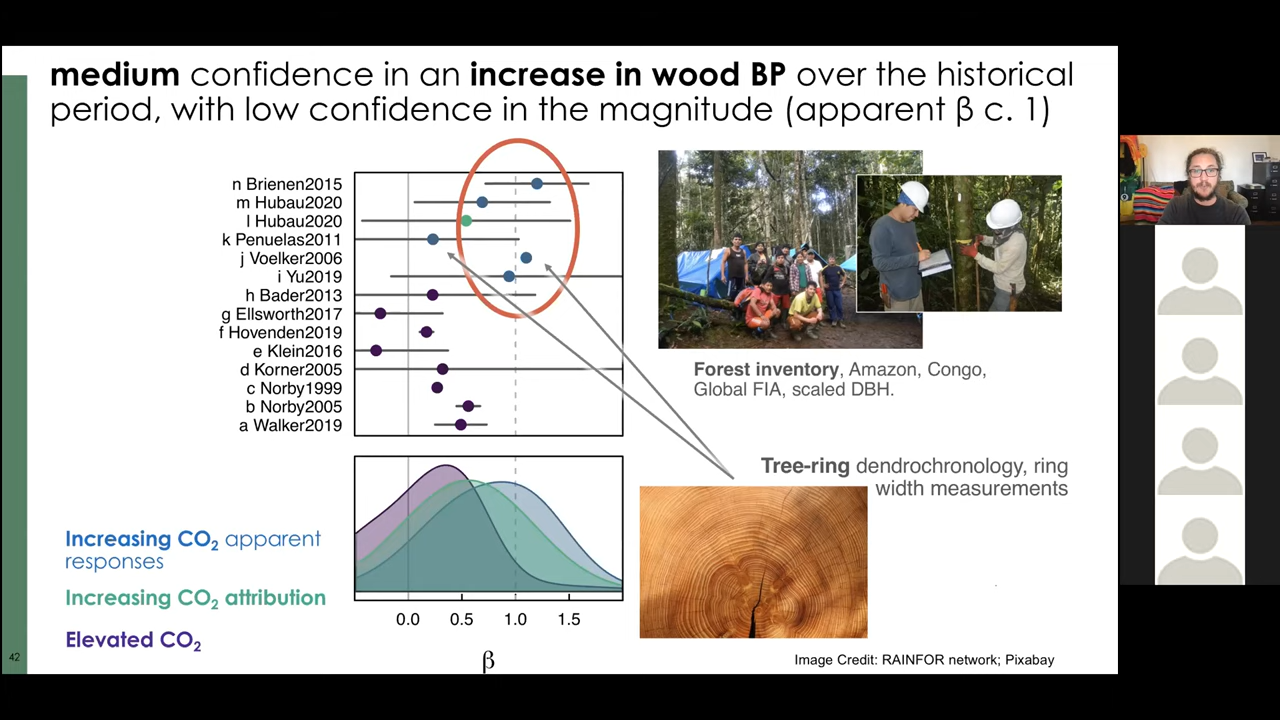 medium confidence in an increase in wood BP over the historical
period, with low confidence in the magnitude (apparent β c. 1)
n Brienen2015
m Hubau2020
l Hubau2020
k Penuelas2011
j Voelker2006
i Yu2019
h Bader2013
g Ellsworth2017
f Hovenden2019
e Klein2016
d Korner2005
c Norby1999
b Norby2005
a Walker2019
Forest inventory, Amazon, Congo,
Global FIA, scaled DBH.
Tree-ring dendrochronology, ring
width measurements
Increasing CO₂ apparent
responses
Increasing CO₂ attribution
Elevated CO₂
0.0 0.5 1.0 1.5
β
42
Image Credit: RAINFOR network; Pixabay